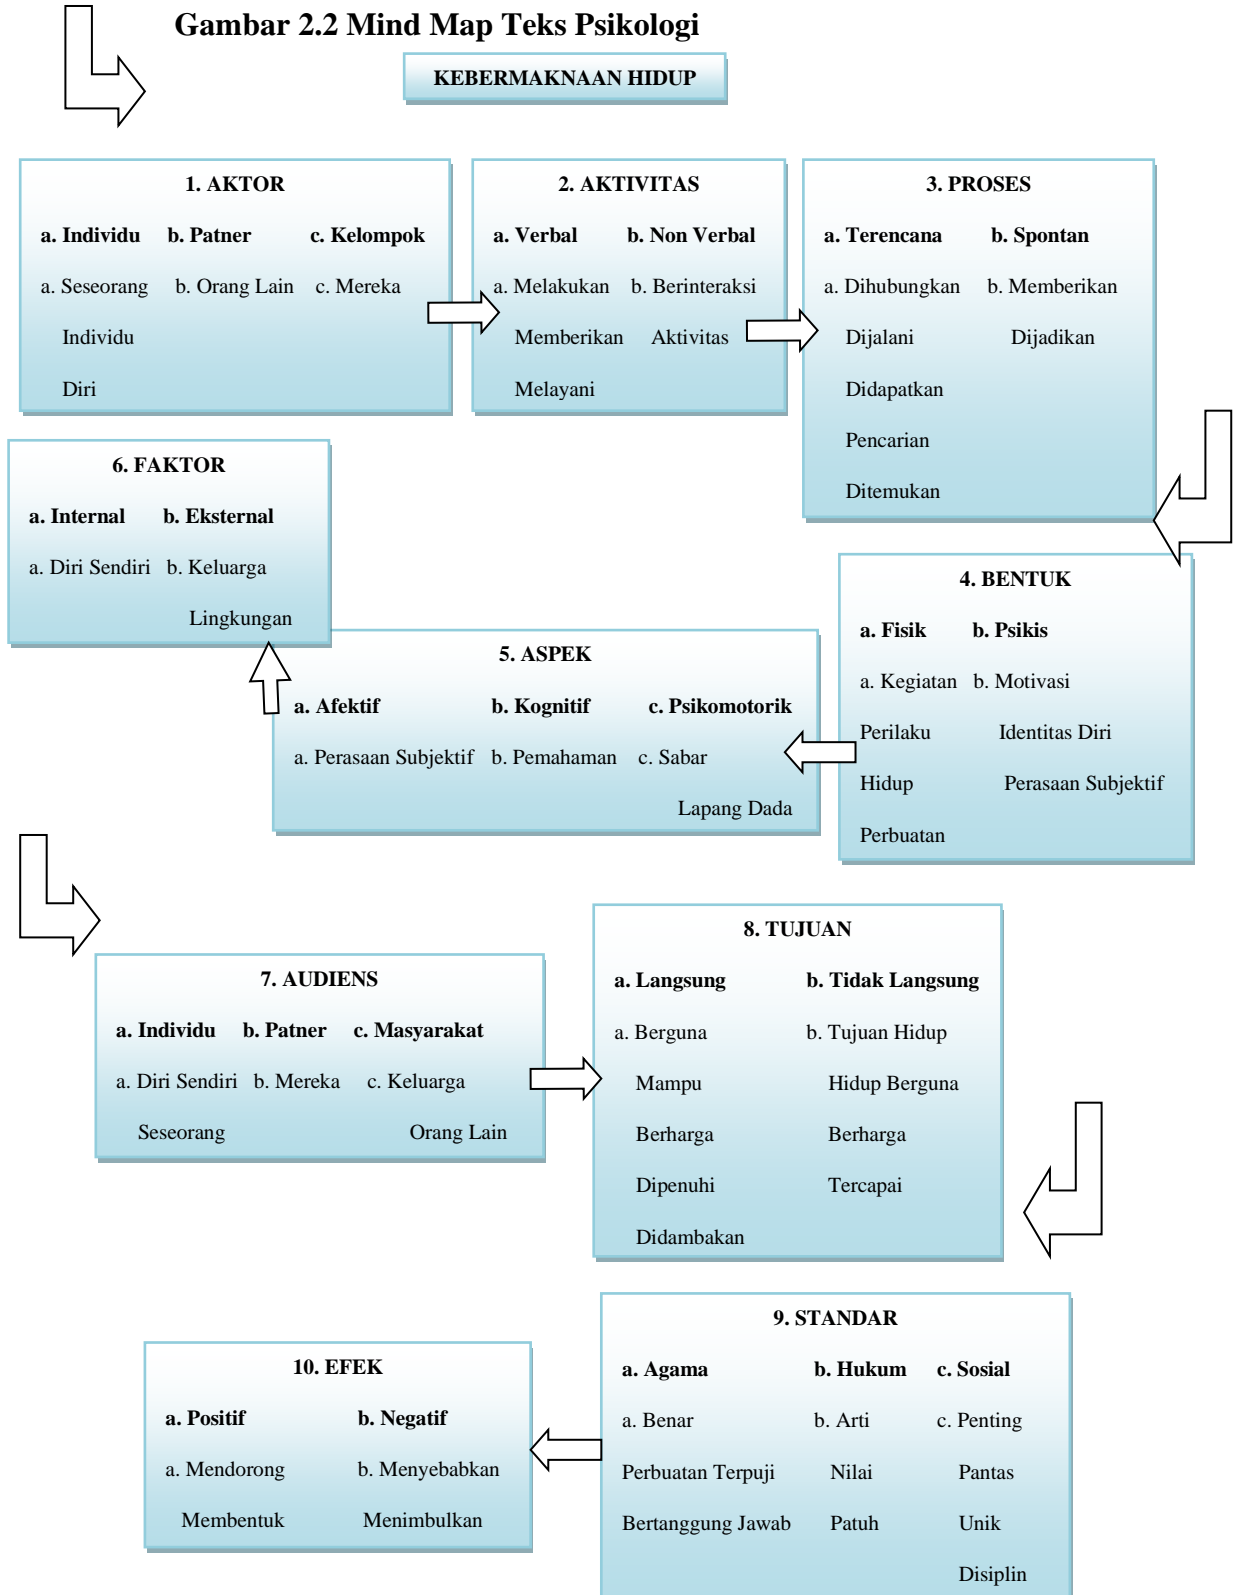 Gambar 2.2 Mind Map Teks Psikologi
KEBERMAKNAAN HIDUP
1. AKTOR
a. Individu b. Patner c. Kelompok
a. Seseorang b. Orang Lain c. Mereka
Individu
Diri
2. AKTIVITAS
a. Verbal b. Non Verbal
a. Melakukan b. Berinteraksi
Memberikan Aktivitas
Melayani
3. PROSES
a. Terencana b. Spontan
a. Dihubungkan b. Memberikan
Dijalani Dijadikan
Didapatkan
Pencarian
Ditemukan
4. BENTUK
a. Fisik b. Psikis
a. Kegiatan b. Motivasi
Perilaku Identitas Diri
Hidup Perasaan Subjektif
Perbuatan
5. ASPEK
a. Afektif b. Kognitif c. Psikomotorik
a. Perasaan Subjektif b. Pemahaman c. Sabar
Lapang Dada
6. FAKTOR
a. Internal b. Eksternal
a. Diri Sendiri b. Keluarga
Lingkungan
7. AUDIENS
a. Individu b. Patner c. Masyarakat
a. Diri Sendiri b. Mereka c. Keluarga
Seseorang Orang Lain
8. TUJUAN
a. Langsung b. Tidak Langsung
a. Berguna b. Tujuan Hidup
Mampu Hidup Berguna
Berharga Berharga
Dipenuhi Tercapai
Didambakan
9. STANDAR
a. Agama b. Hukum c. Sosial
a. Benar b. Arti c. Penting
Perbuatan Terpuji Nilai Pantas
Bertanggung Jawab Patuh Unik
Disiplin
10. EFEK
a. Positif b. Negatif
a. Mendorong b. Menyebabkan
Membentuk Menimbulkan